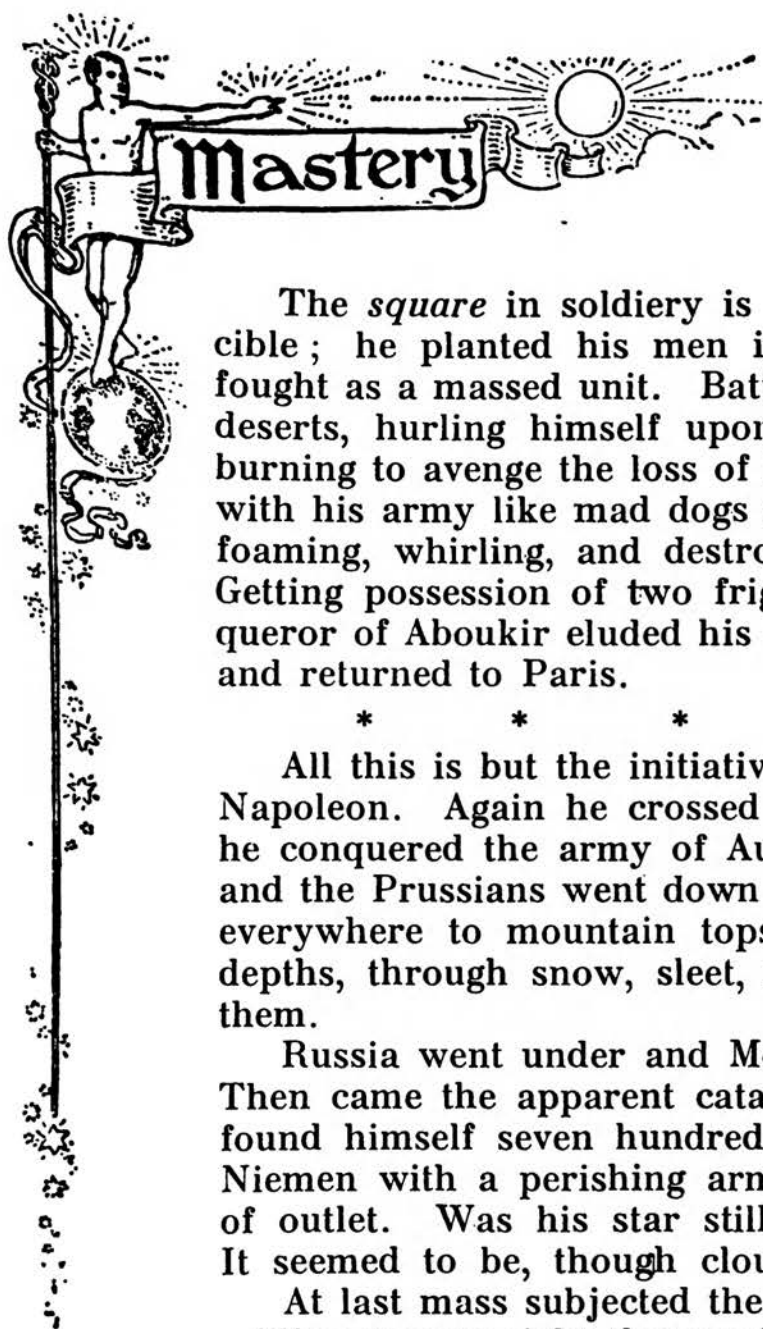 Mastery
The square in soldiery is
cible ; he planted his men i
fought as a massed unit. Bat
deserts, hurling himself upon
burning to avenge the loss of
with his army like mad dogs
foaming, whirling, and destro
Getting possession of two frig
queror of Aboukir eluded his
and returned to Paris.
* * *
All this is but the initiativ
Napoleon. Again he crossed
he conquered the army of Au
and the Prussians went down
everywhere to mountain tops
depths, through snow, sleet,
them.
Russia went under and M
Then came the apparent cata
found himself seven hundred
Niemen with a perishing arm
of outlet. Was his star still
It seemed to be, though clou
At last mass subjected the